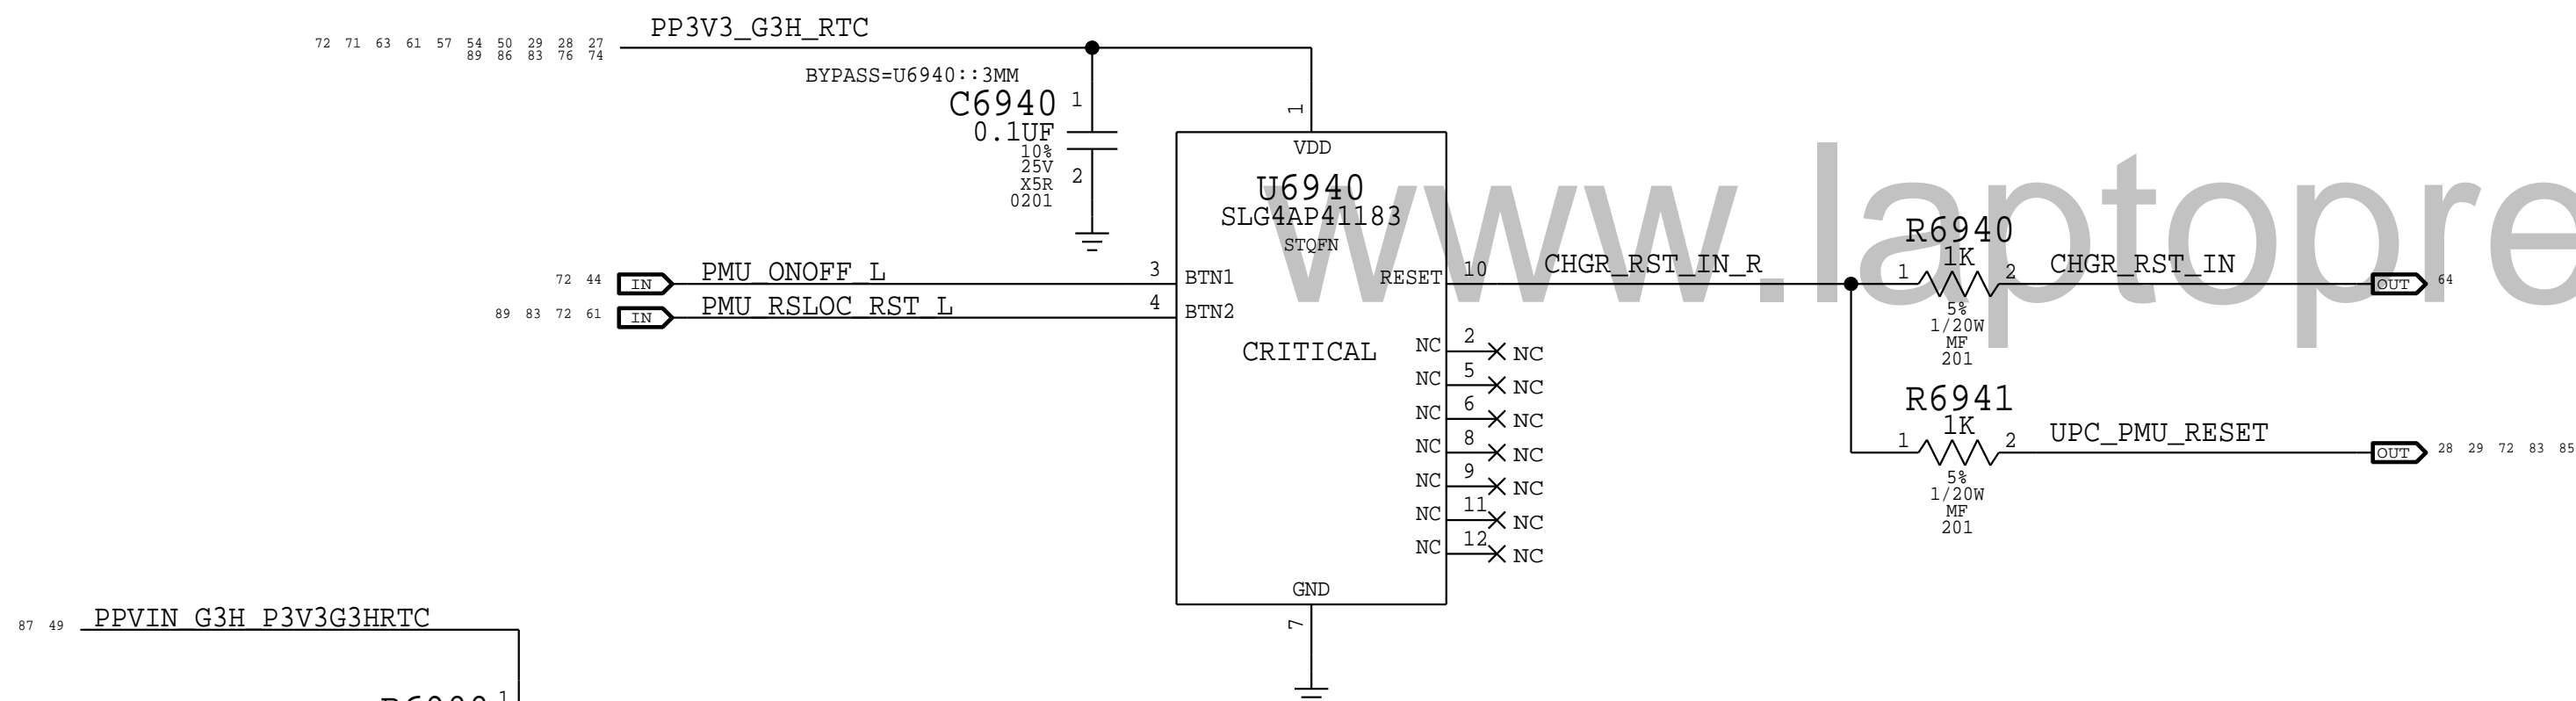 PP3V3_G3H_RTC
72 71 63 61 57 54 50 29 28 27
89 86 83 76 74
BYPASS=U6940::3MM
C6940
1
0.1UF
10%
25V
X5R
0201
2
1
VDD
U6940
SLG4AP41183
STQFN
www.laptopre
72 44
IN
PMU_ONOFF_L
3
BTN1
89 83 72 61
IN
PMU_RSLOC_RST_L
4
BTN2
CRITICAL
RESET
10
CHGR_RST_IN_R
R6940
1K
1
2
5%
1/20W
MF
201
CHGR_RST_IN
OUT
64
NC 2 NC
NC 5 NC
NC 6 NC
NC 8 NC
NC 9 NC
NC 11 NC
NC 12 NC
R6941
1K
1
2
5%
1/20W
MF
201
UPC_PMU_RESET
OUT
28 29 72 83 85
GND
7
87 49
PPVIN_G3H_P3V3G3HRTC
1